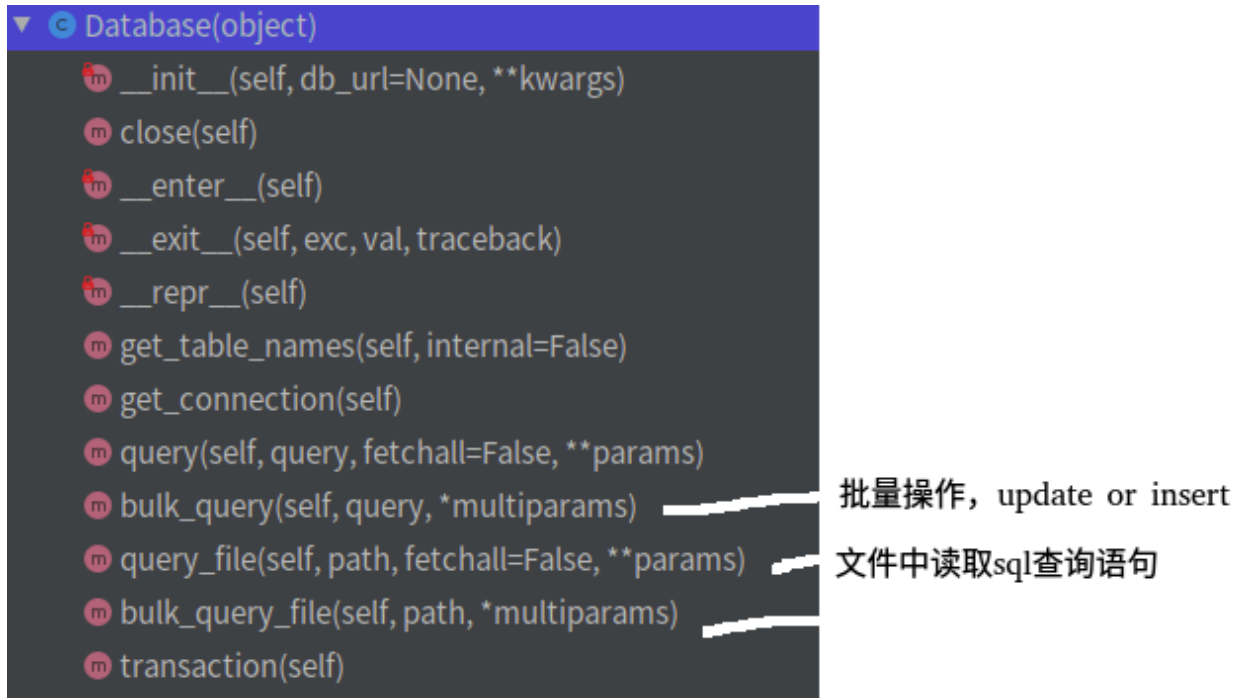 Database(object)
__init__(self, db_url=None, **kwargs)
close(self)
__enter__(self)
__exit__(self, exc, val, traceback)
__repr__(self)
get_table_names(self, internal=False)
get_connection(self)
query(self, query, fetchall=False, **params)
bulk_query(self, query, *multiparams)
批量操作，update or insert
query_file(self, path, fetchall=False, **params)
文件中读取sql查询语句
bulk_query_file(self, path, *multiparams)
transaction(self)